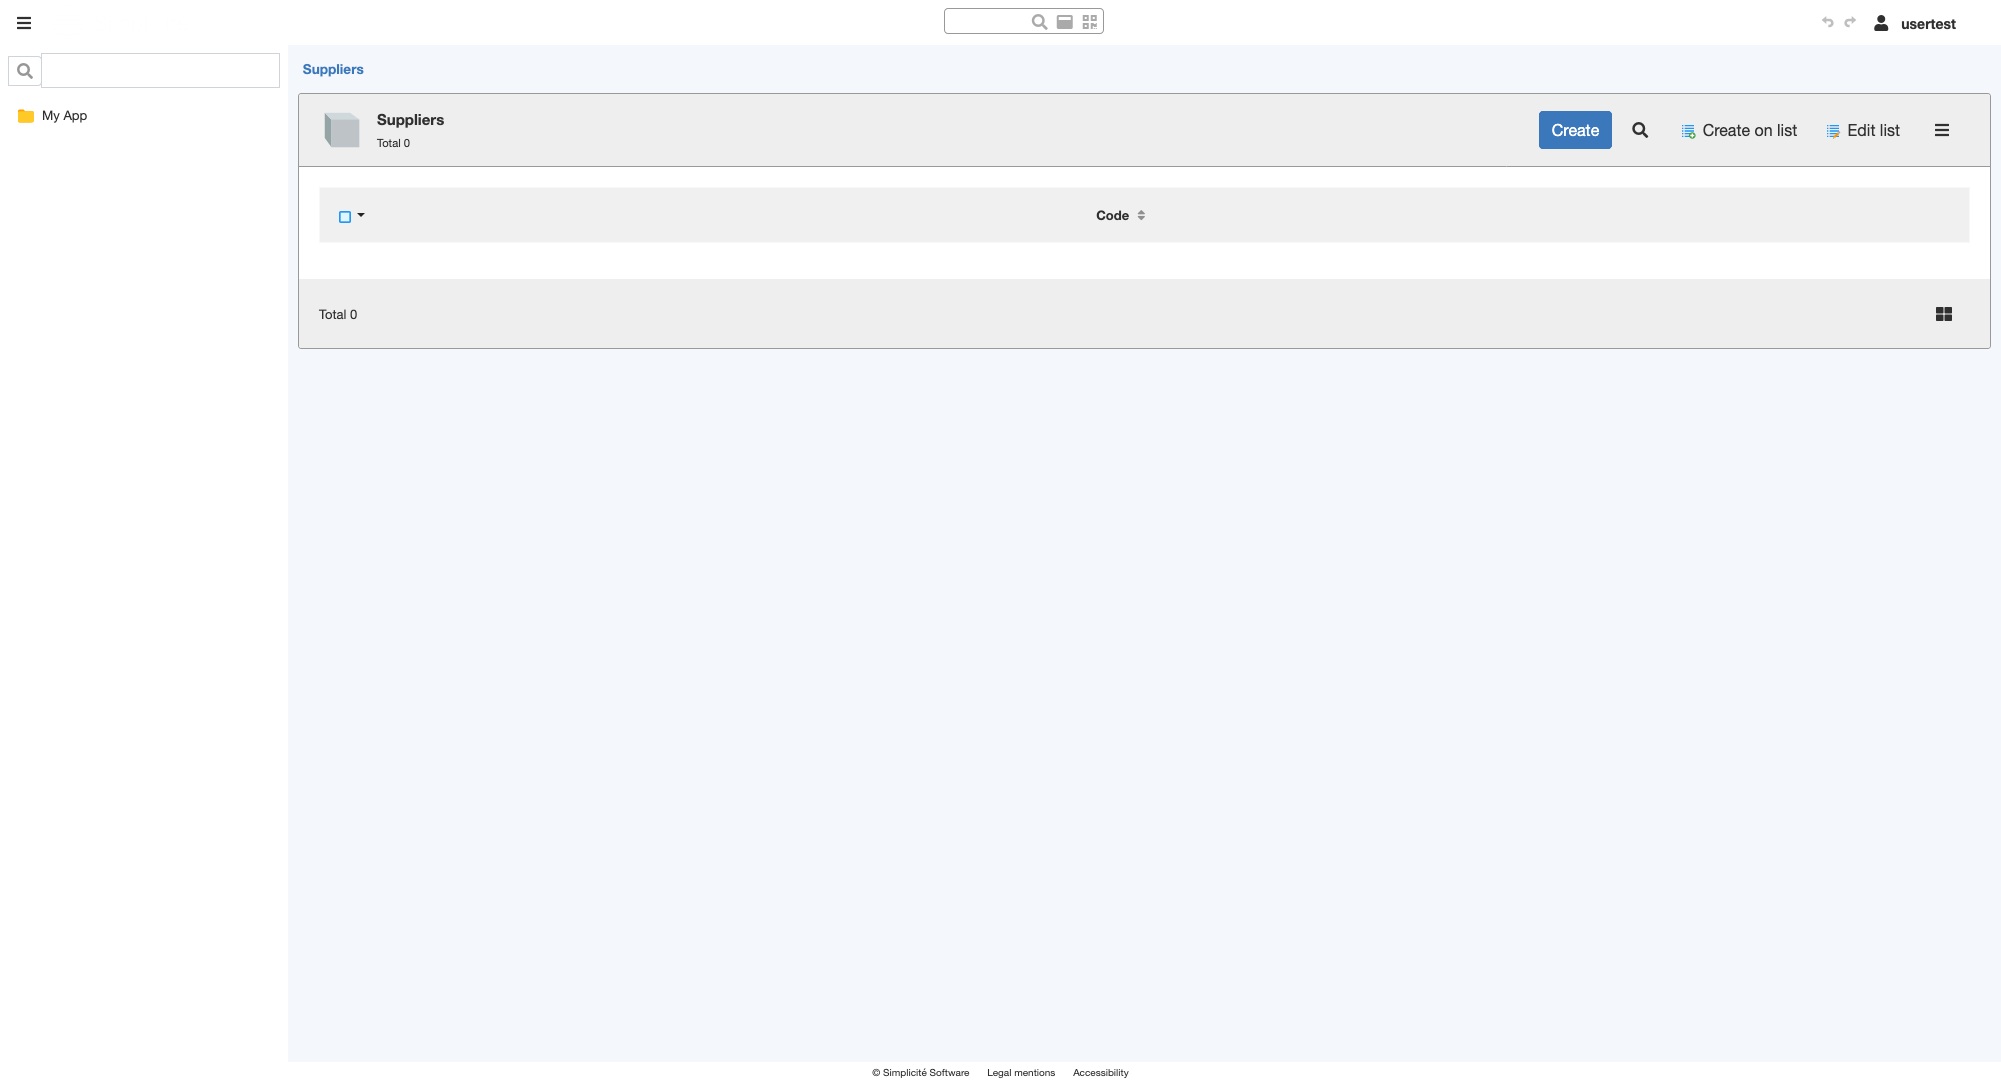 usertest
My App
Suppliers
Suppliers
Total 0
Create
Create on list
Edit list
Code
Total 0
© Simplicité Software Legal mentions Accessibility